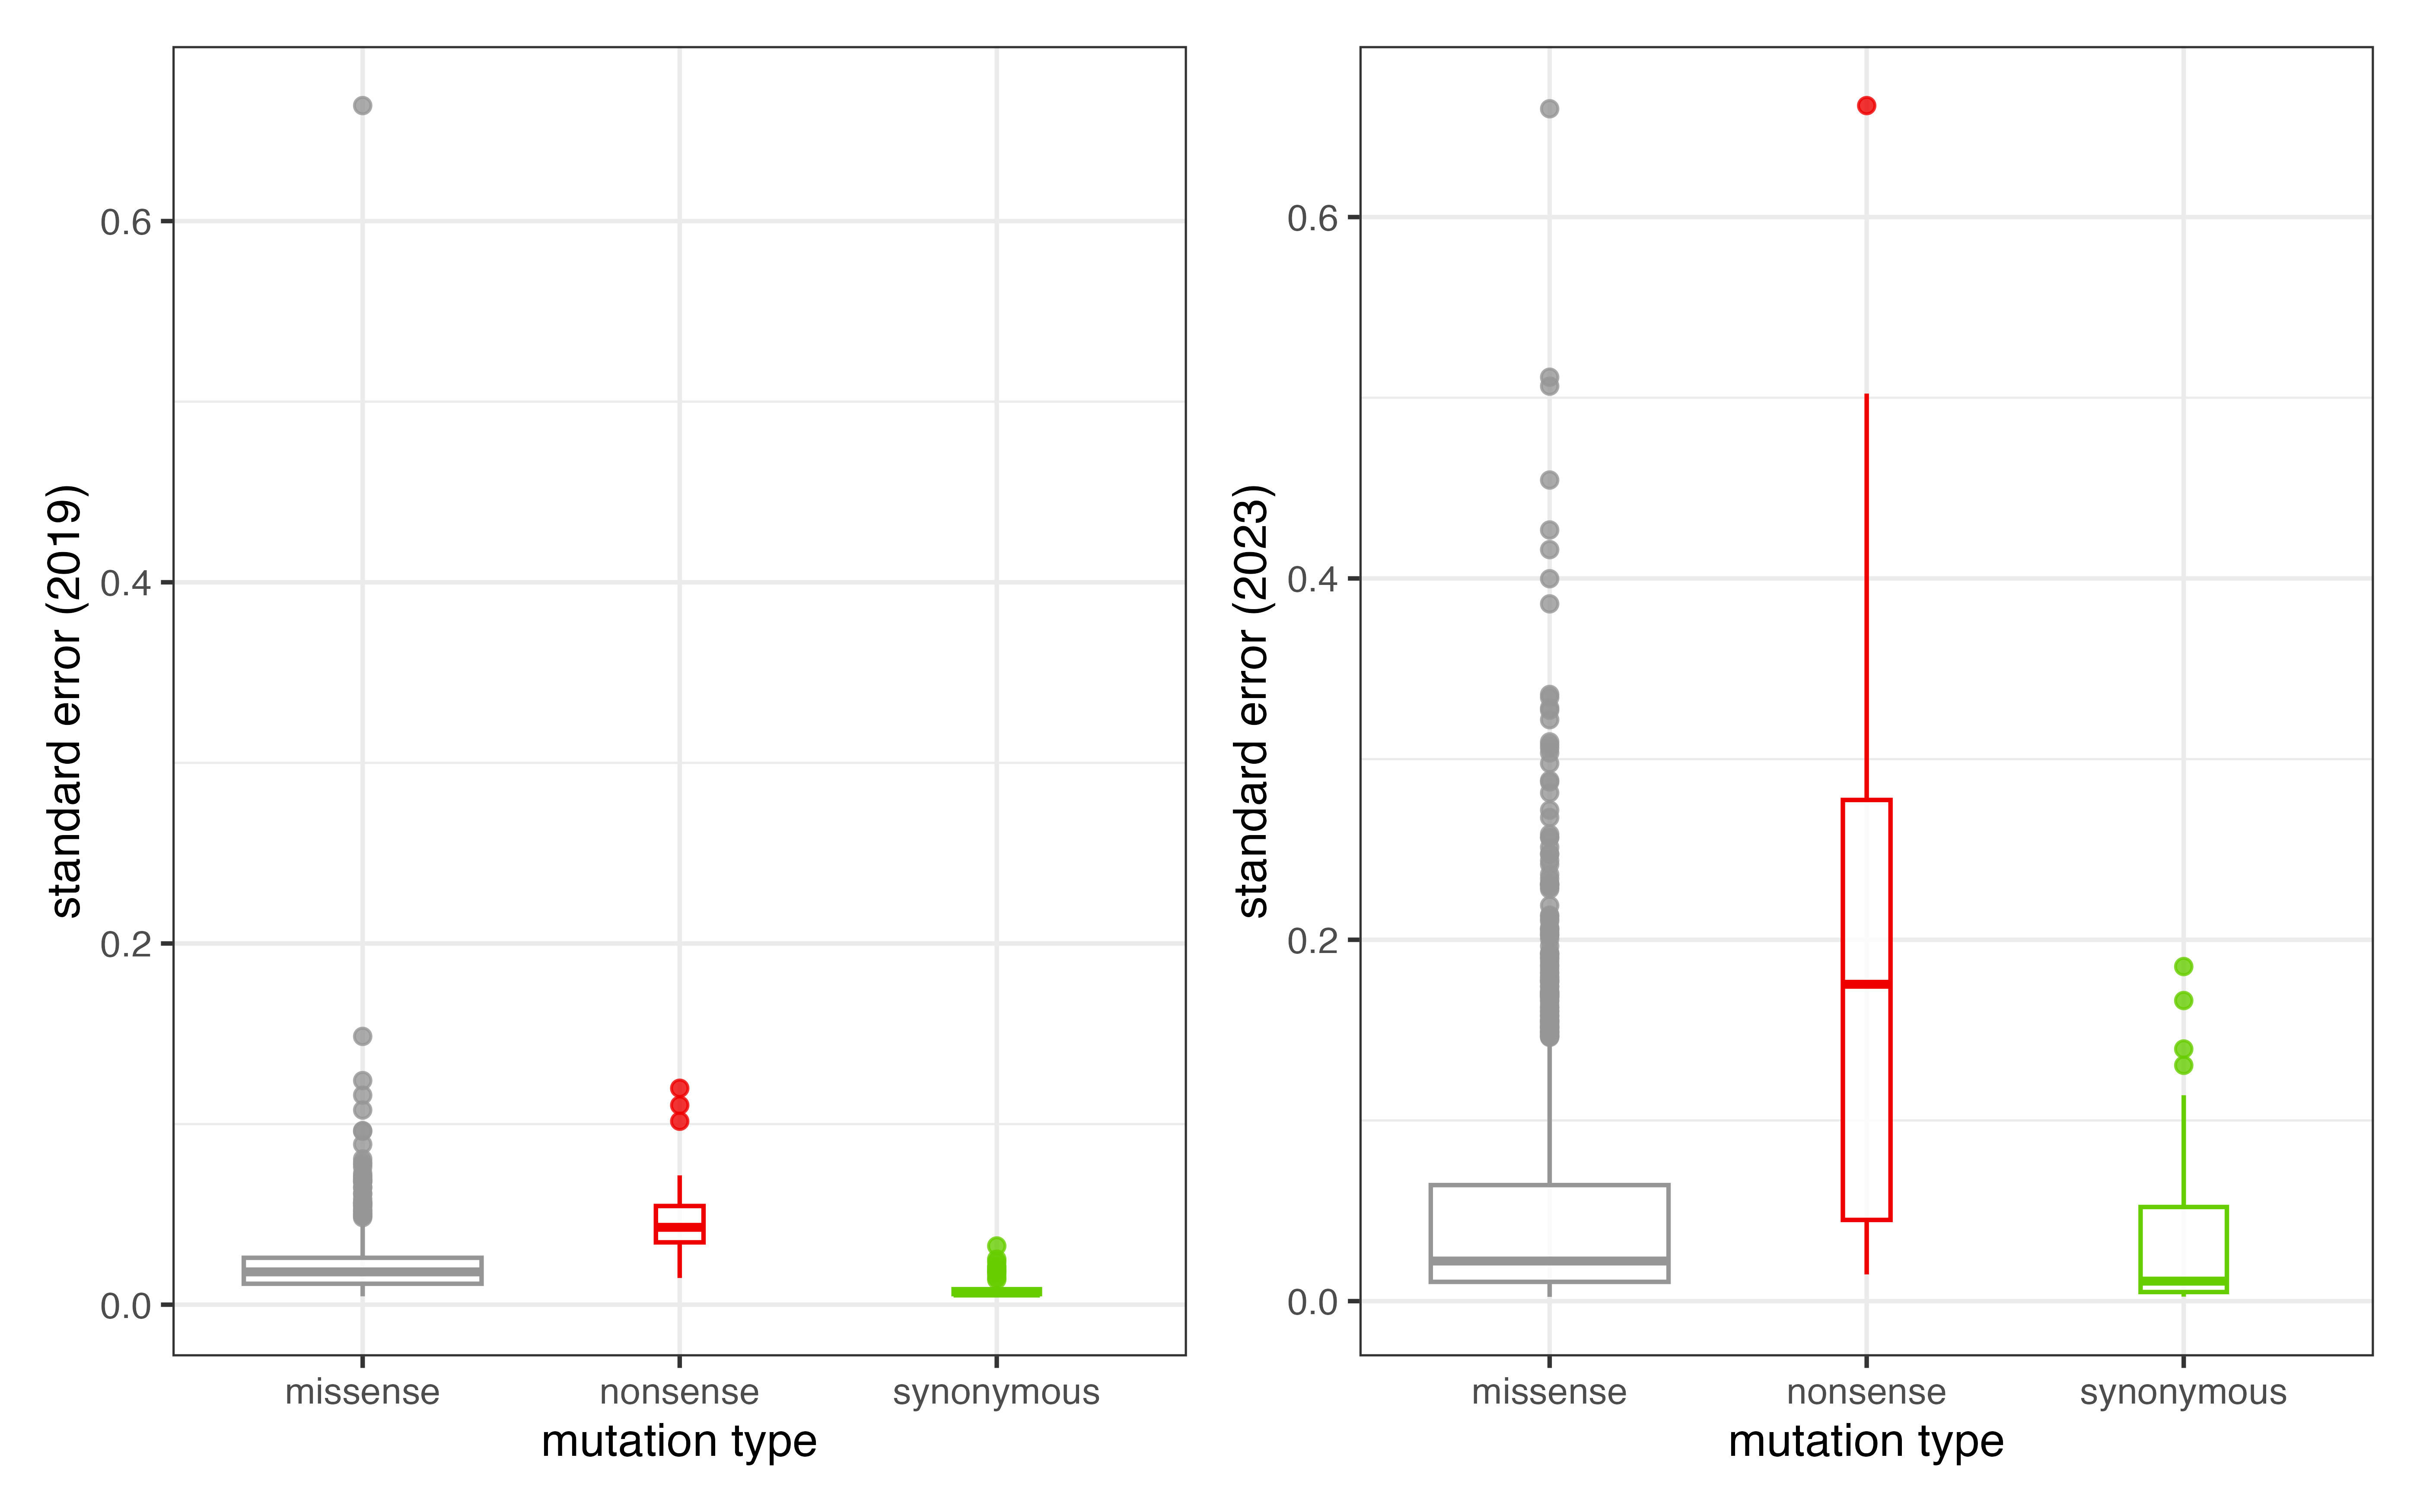 standard error (2019)
0.6
0.4
0.2
0.0
missense nonsense synonymous
mutation type
standard error (2023)
0.6
0.4
0.2
0.0
missense nonsense synonymous
mutation type